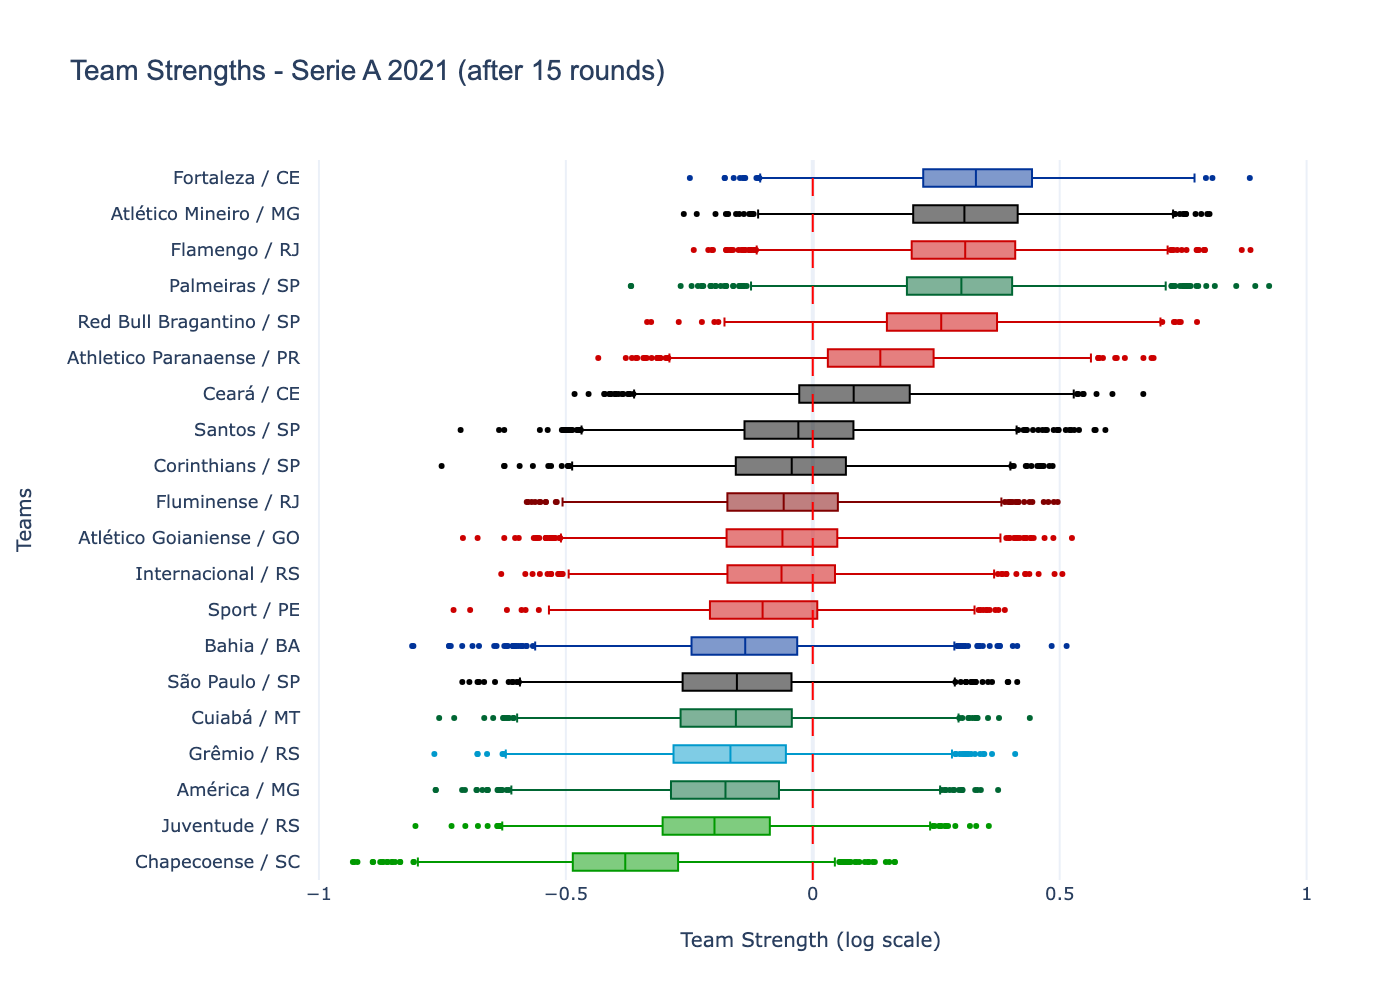 Team Strengths - Serie A 2021 (after 15 rounds)
Teams
Fortaleza / CE
Atlético Mineiro / MG
Flamengo / RJ
Palmeiras / SP
Red Bull Bragantino / SP
Athletico Paranaense / PR
Ceará / CE
Santos / SP
Corinthians / SP
Fluminense / RJ
Atlético Goianiense / GO
Internacional / RS
Sport / PE
Bahia / BA
São Paulo / SP
Cuiabá / MT
Grêmio / RS
América / MG
Juventude / RS
Chapecoense / SC
−1 −0.5 0 0.5 1
Team Strength (log scale)